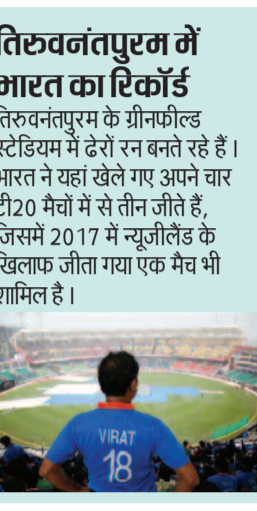 तिरुवनंतपुरम में
भारत का रिकॉर्ड
तिरुवनंतपुरम के ग्रीनफील्ड
स्टेडियम में ढेरों रन बनते रहे हैं ।
भारत ने यहां खेले गए अपने चार
टी20 मैचों में से तीन जीते हैं,
जिसमें 2017 में न्यूजीलैंड के
खिलाफ जीता गया एक मैच भी
शामिल है ।
VIRAT
18